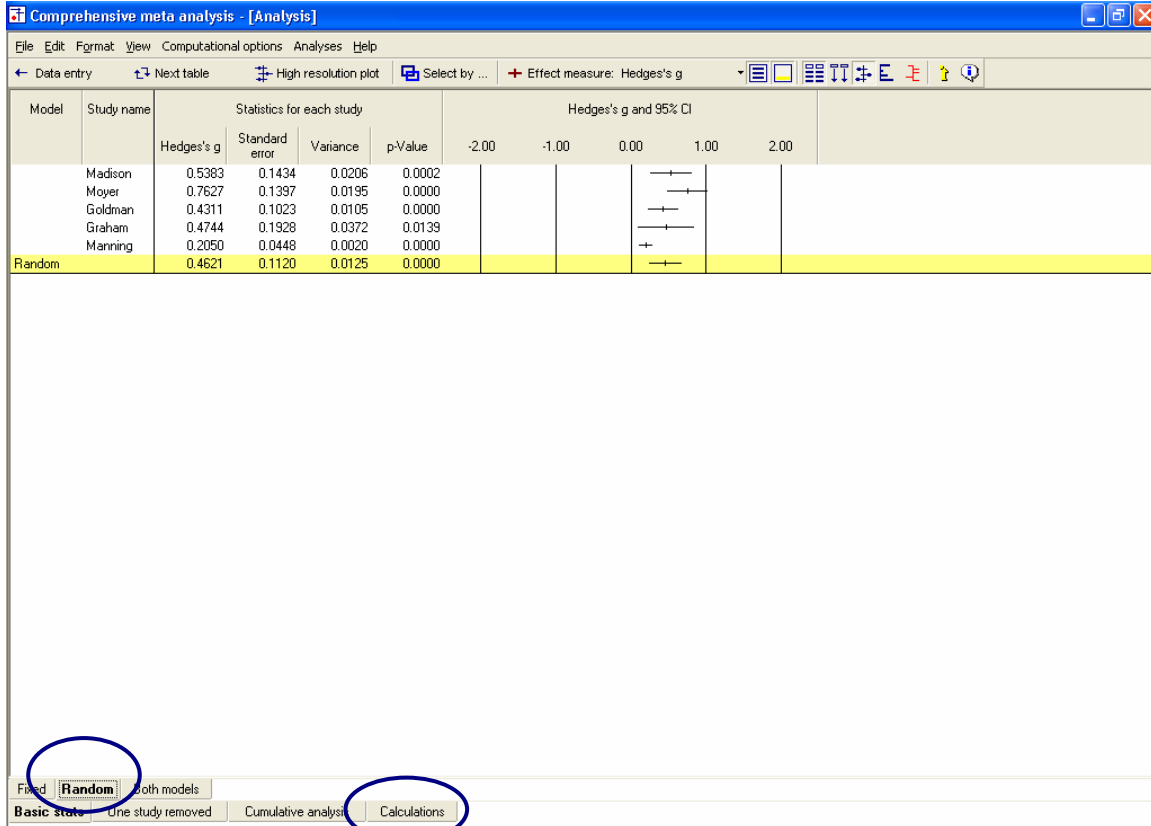 Comprehensive meta analysis - [Analysis]
File Edit Format View Computational options Analyses Help
Data entry Next table High resolution plot Select by ... Effect measure: Hedges's g
Model Study name Statistics for each study Hedges's g and 95% CI
Hedges's g Standard error Variance p-Value -2.00 -1.00 0.00 1.00 2.00
Madison 0.5383 0.1434 0.0206 0.0002
Moyer 0.7627 0.1397 0.0195 0.0000
Goldman 0.4311 0.1023 0.0105 0.0000
Graham 0.4744 0.1928 0.0372 0.0139
Manning 0.2050 0.0448 0.0020 0.0000
Random 0.4621 0.1120 0.0125 0.0000
Fixed Random Both models
Basic stats One study removed Cumulative analysis Calculations